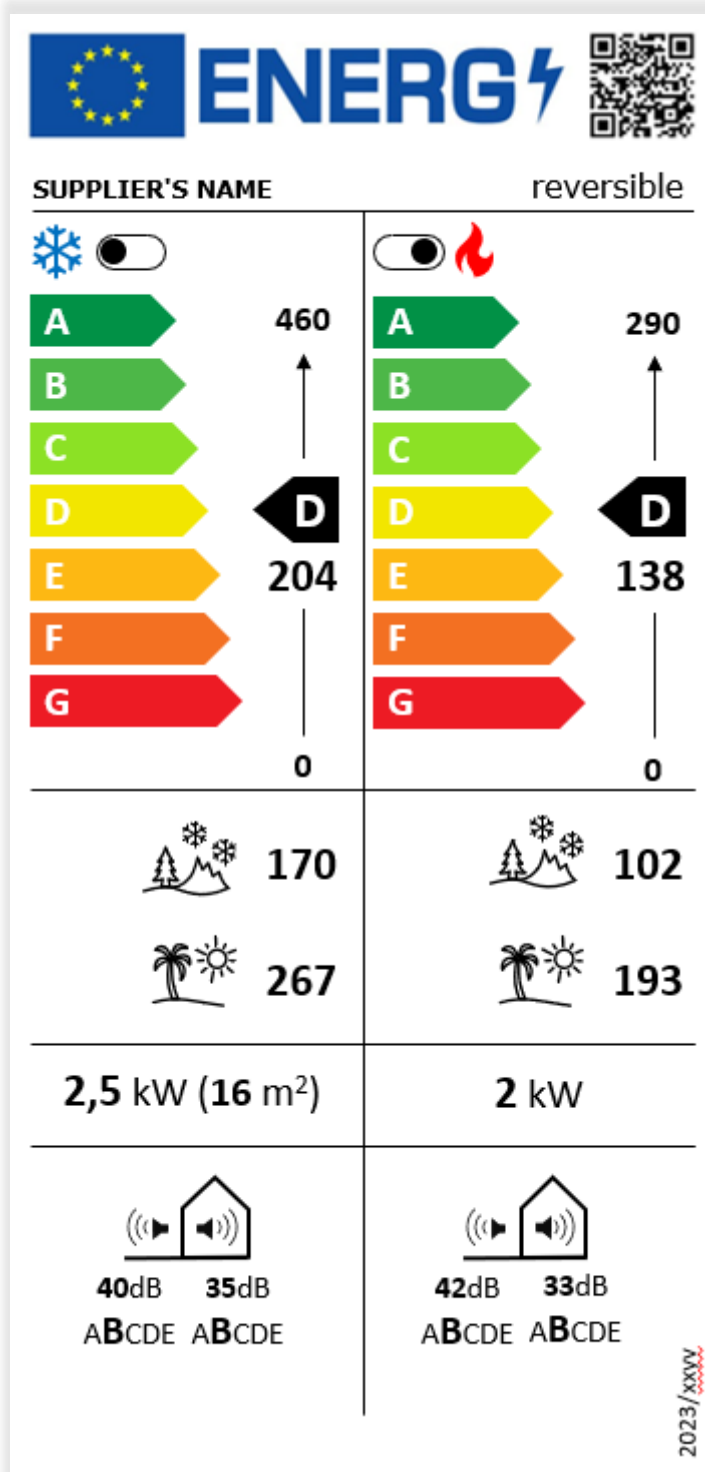 ENERG
SUPPLIER'S NAME reversible
A 460
B
C
D D
E 204
F
G
0
A 290
B
C
D D
E 138
F
G
0
170
267
102
193
2,5 kW (16 m²)
2 kW
40dB 35dB
ABCDE ABCDE
42dB 33dB
ABCDE ABCDE
2023/xxyy